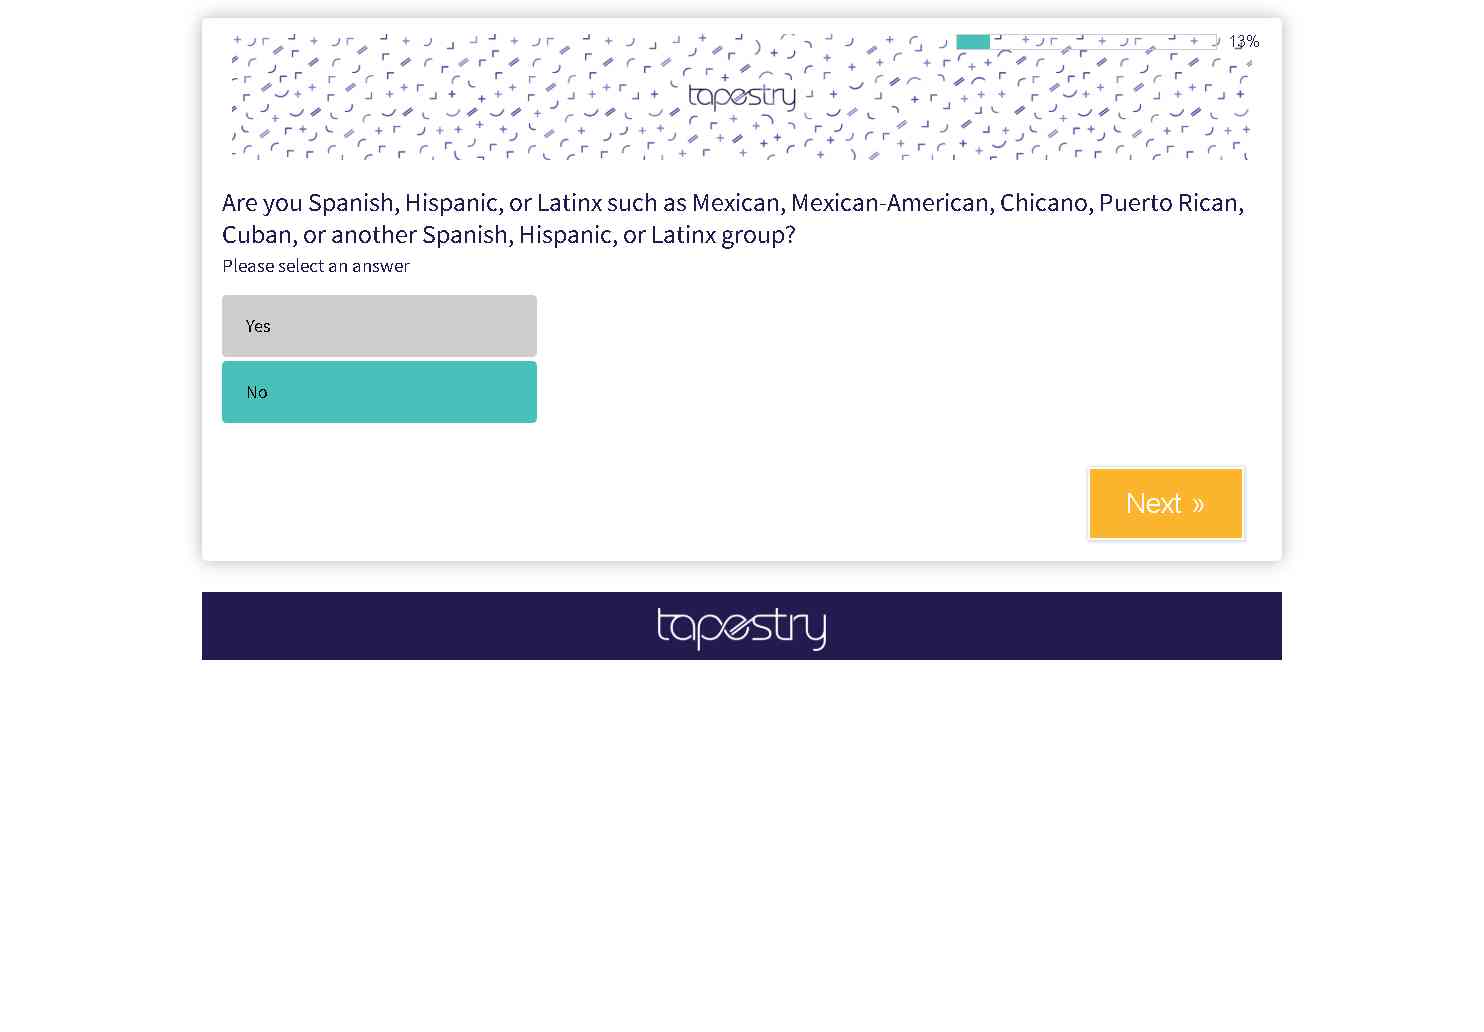 13%
tapestry
Are you Spanish, Hispanic, or Latinx such as Mexican, Mexican-American, Chicano, Puerto Rican,
Cuban, or another Spanish, Hispanic, or Latinx group?
Please select an answer
Yes
No
Next »
tapestry